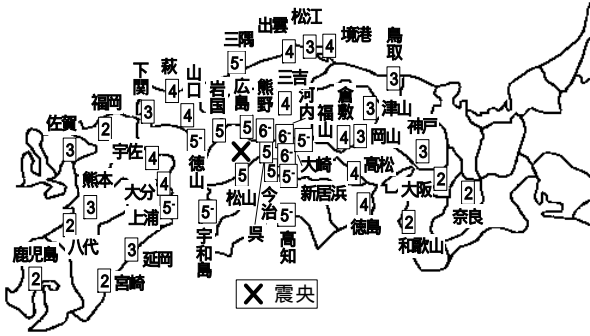 出雲 松江 境港 鳥取
三隅
5- 4 3 4 3
下関 萩 山口 岩国 広島 熊野 三吉 河内 福山 倉敷 津山
4 4 3
福岡 3 4 5 5 6- 6- 5- 4 3 岡山 神戸
佐賀 2 5- 3
3 宇佐 4 徳山 5 5 6- 大崎 4 高松
熊本 大分 4 松山 5 5- 新居浜 大阪 2 2
3 上浦 5- 5- 今治 5- 4 奈良
2 八代 宇和島 呉 高知 徳島 2
鹿児島 3 延岡 和歌山
2 2 宮崎
× 震央